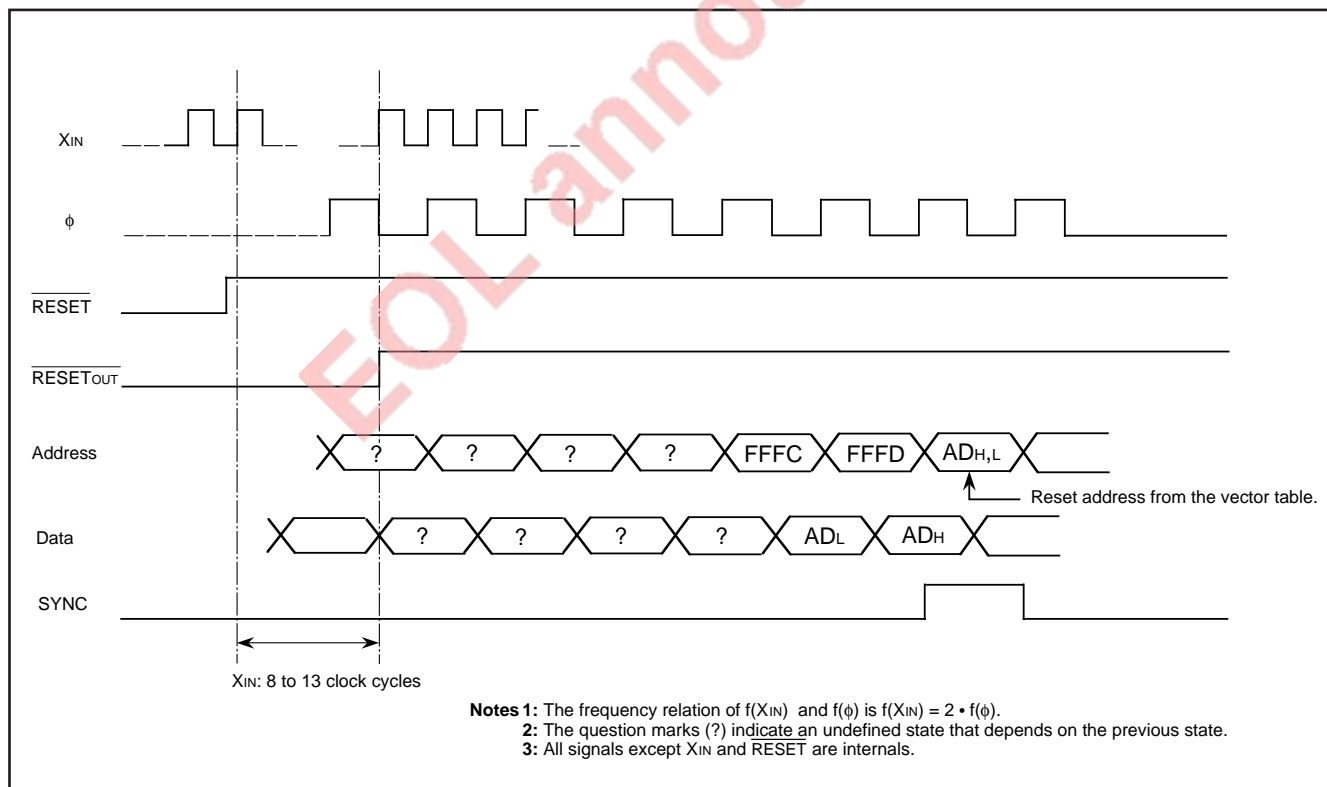 EOL annou
XIN
ϕ
RESET
RESETOUT
Address
? ? ? ? FFFC FFFD ADH,L
Reset address from the vector table.
Data
? ? ? ? ADL ADH
SYNC
XIN: 8 to 13 clock cycles
Notes 1: The frequency relation of f(XIN) and f(ϕ) is f(XIN) = 2 • f(ϕ).
2: The question marks (?) indicate an undefined state that depends on the previous state.
3: All signals except XIN and RESET are internals.